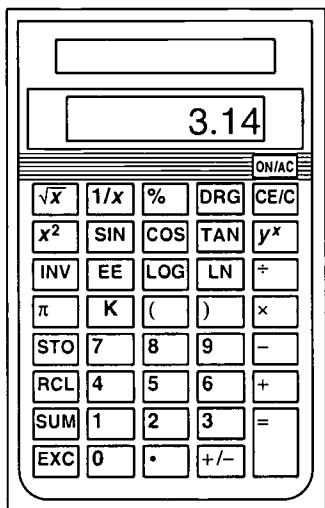 3.14
ON/AC
√x 1/x % DRG CE/C
x² SIN COS TAN yˣ
INV EE LOG LN ÷
π K ( ) ×
STO 7 8 9 −
RCL 4 5 6 +
SUM 1 2 3 =
EXC 0 • +/−